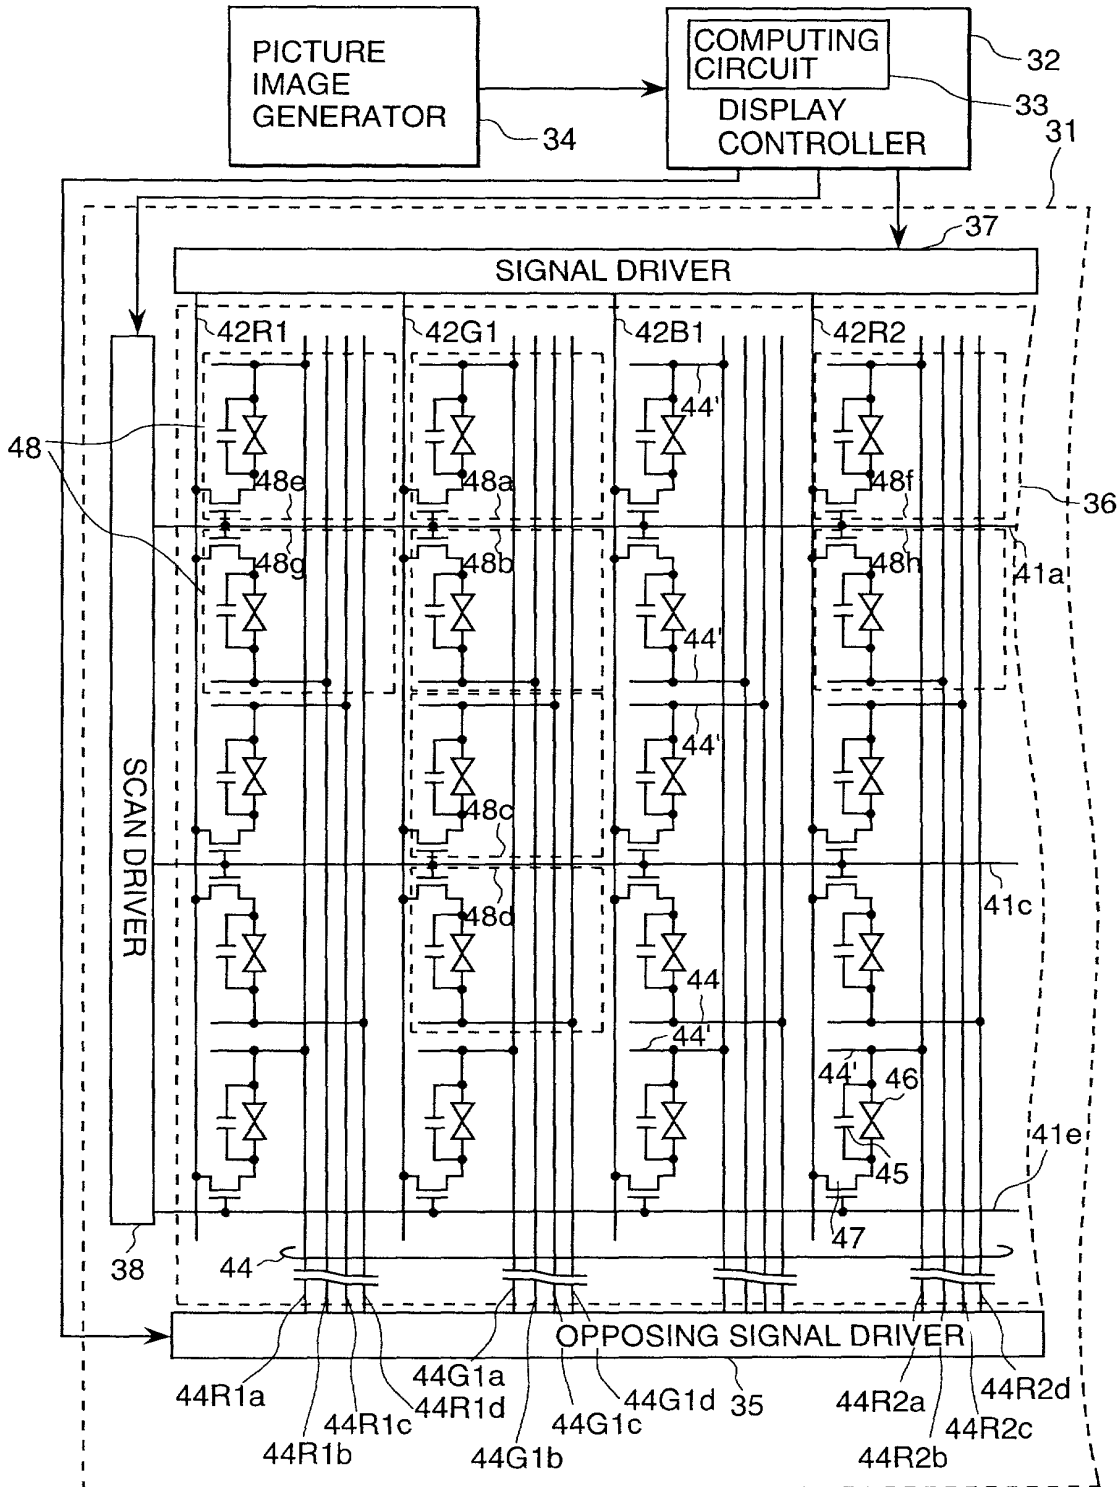 PICTURE
IMAGE
GENERATOR
34
COMPUTING
CIRCUIT
DISPLAY
CONTROLLER
32
33
31
37
SIGNAL DRIVER
42R1
42G1
42B1
42R2
44'
48
48e
48a
48f
36
48g
48b
48h
41a
44'
44'
SCAN DRIVER
48c
48d
41c
44
44'
44'
46
45
41e
47
38
44
OPPOSING SIGNAL DRIVER
44R1a
44R1b
44R1c
44R1d
44G1a
44G1b
44G1c
44G1d
35
44R2a
44R2b
44R2c
44R2d